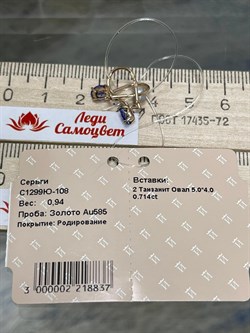 Леди
Самоцвет
ГОСТ 17435-72
Серьги
С1299Ю-108
Вес: 0,94
Проба: Золото Au585
Покрытие: Родирование
Вставки:
2 Танзанит Овал 5.0*4.0
0.714ct
3 000002 218837